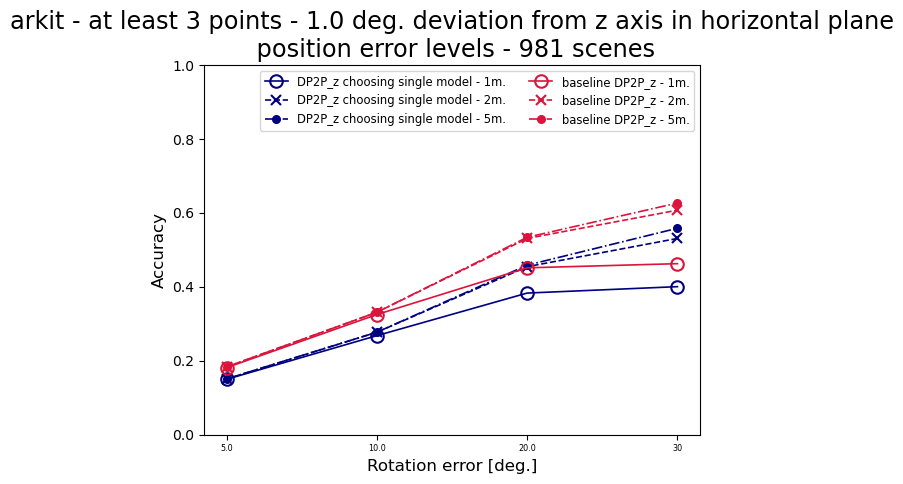 arkit - at least 3 points - 1.0 deg. deviation from z axis in horizontal plane
position error levels - 981 scenes
DP2P_z choosing single model - 1m.
DP2P_z choosing single model - 2m.
DP2P_z choosing single model - 5m.
baseline DP2P_z - 1m.
baseline DP2P_z - 2m.
baseline DP2P_z - 5m.
Accuracy
1.0
0.8
0.6
0.4
0.2
0.0
5.0
10.0
20.0
30
Rotation error [deg.]